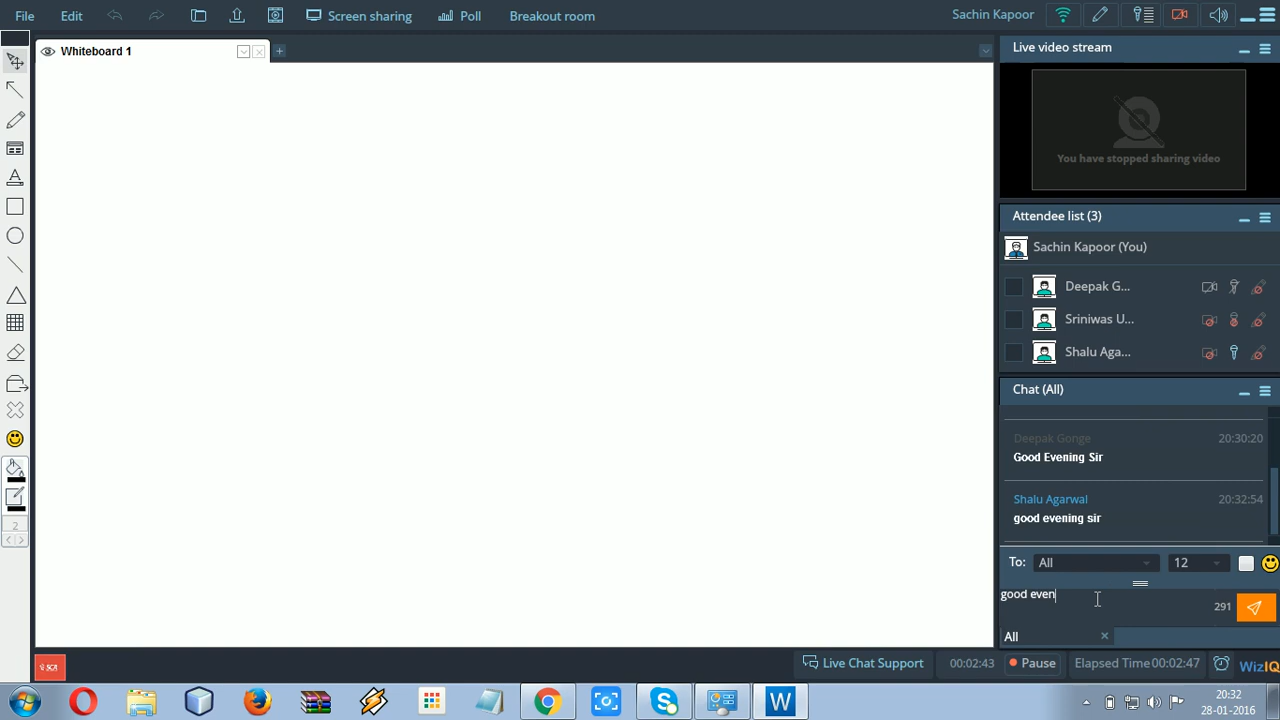 File Edit Screen sharing Poll Breakout room Sachin Kapoor
Whiteboard 1
Live video stream
You have stopped sharing video
Attendee list (3)
Sachin Kapoor (You)
Deepak G...
Sriniwas U...
Shalu Aga...
Chat (All)
Deepak Gonge 20:30:20
Good Evening Sir
Shalu Agarwal 20:32:54
good evening sir
To: All 12
good even
291
All
2
Live Chat Support 00:02:43 Pause Elapsed Time 00:02:47 WizIQ
20:32
28-01-2016